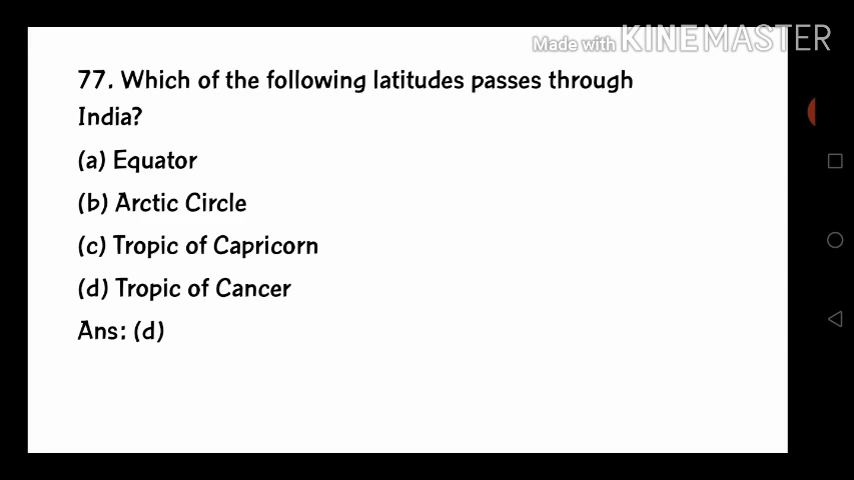 Made with KINEMASTER
77. Which of the following latitudes passes through
India?
(a) Equator
(b) Arctic Circle
(c) Tropic of Capricorn
(d) Tropic of Cancer
Ans: (d)